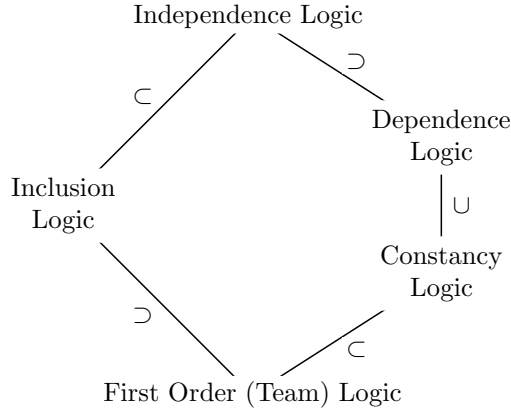 Independence Logic
⊂
⊃
Dependence
Logic
Inclusion
Logic
∪
Constancy
Logic
⊃
⊂
First Order (Team) Logic